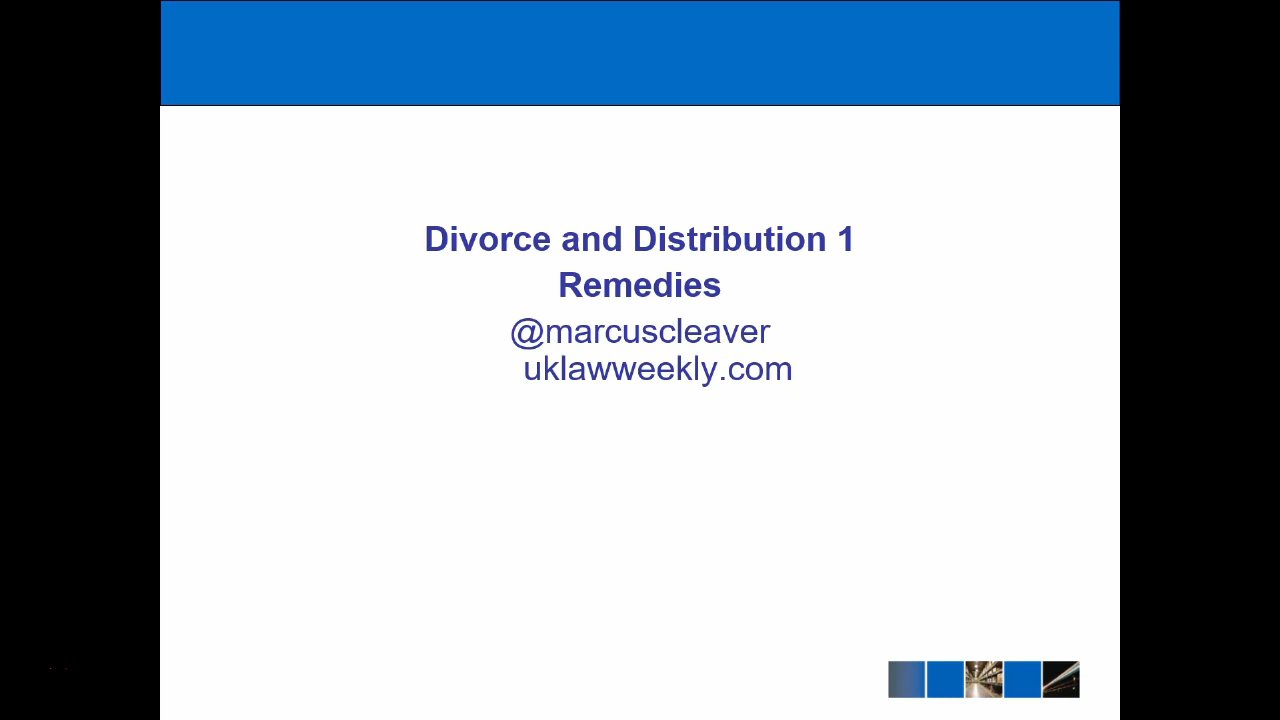 Divorce and Distribution 1
Remedies
@marcuscleaver
uklawweekly.com